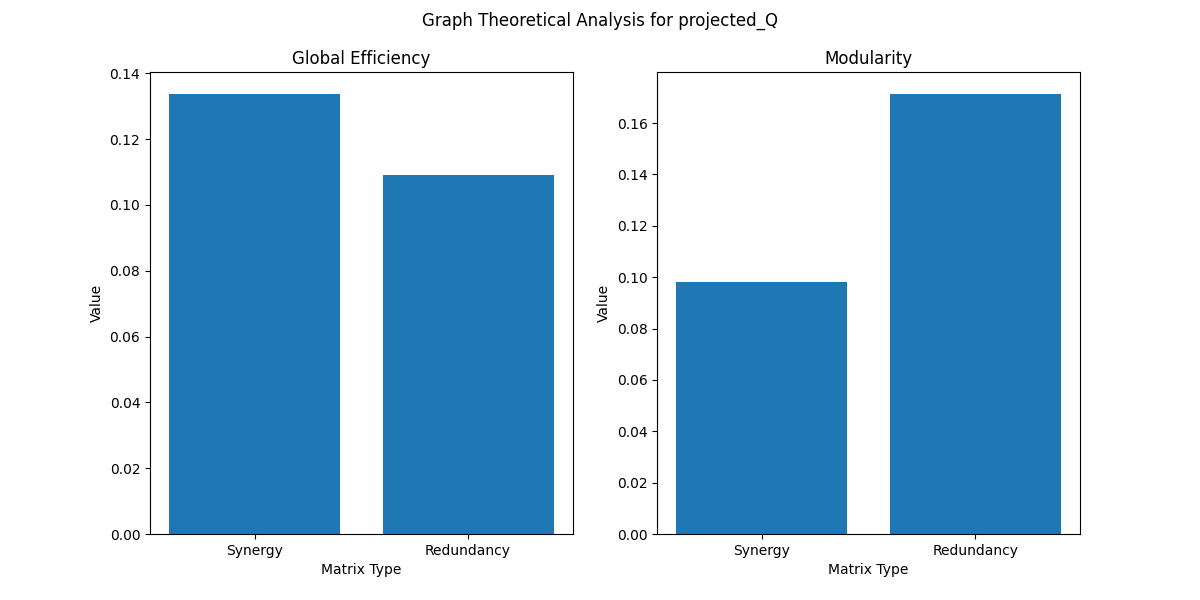 Graph Theoretical Analysis for projected_Q
Global Efficiency
0.14
0.12
0.10
0.08
0.06
0.04
0.02
0.00
Value
Synergy
Redundancy
Matrix Type
Modularity
0.16
0.14
0.12
0.10
0.08
0.06
0.04
0.02
0.00
Value
Synergy
Redundancy
Matrix Type